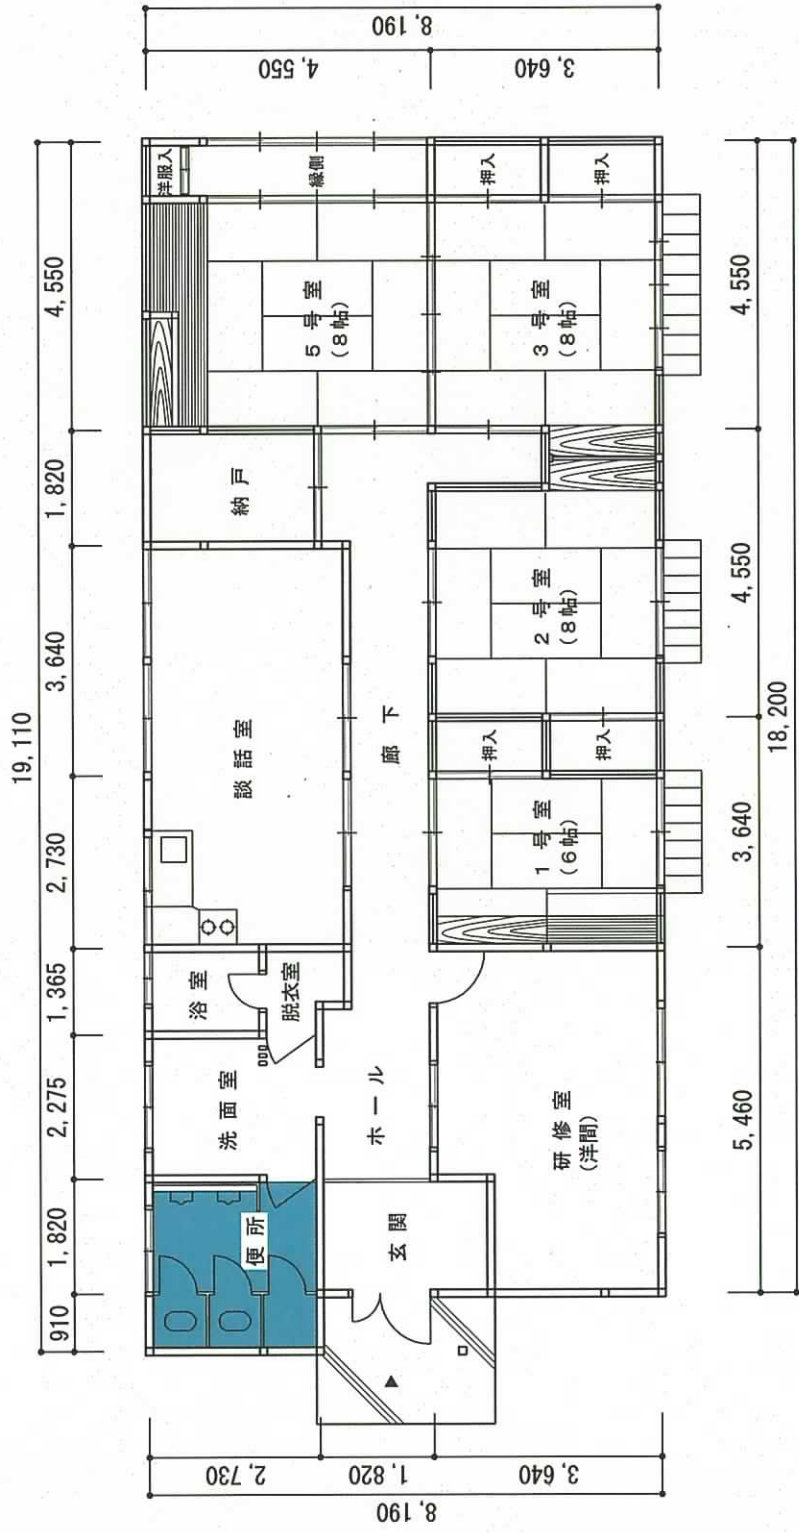 19,110
910
1,820
2,275
1,365
2,730
3,640
1,820
4,550
8,190
2,730
1,820
3,640
便所
洗面室
浴室
脱衣室
談話室
納戸
洋服入
縁側
5号室
(8帖)
玄関
ホール
廊下
研修室
(洋間)
1号室
(6帖)
押入
押入
2号室
(8帖)
3号室
(8帖)
押入
押入
4,550
3,640
8,190
5,460
3,640
4,550
4,550
18,200